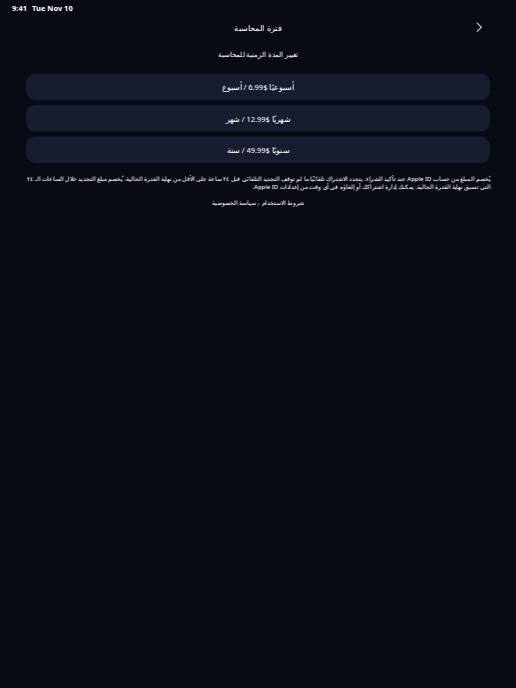 9:41 Tue Nov 10
فترة المحاسبة
تغيير المدة الزمنية للمحاسبة
أسبوعيًا $6.99 / أسبوع
شهريًا $12.99 / شهر
سنويًا $49.99 / سنة
يُخصم المبلغ من حساب Apple ID عند تأكيد الشراء. يتجدد الاشتراك تلقائيًا ما لم توقف التجديد التلقائي قبل ٢٤ ساعة على الأقل من نهاية الفترة الحالية. يُخصم مبلغ التجديد خلال الساعات الـ ٢٤
التي تسبق نهاية الفترة الحالية. يمكنك إدارة اشتراكك أو إلغاؤه في أي وقت من إعدادات Apple ID.
شروط الاستخدام · سياسة الخصوصية